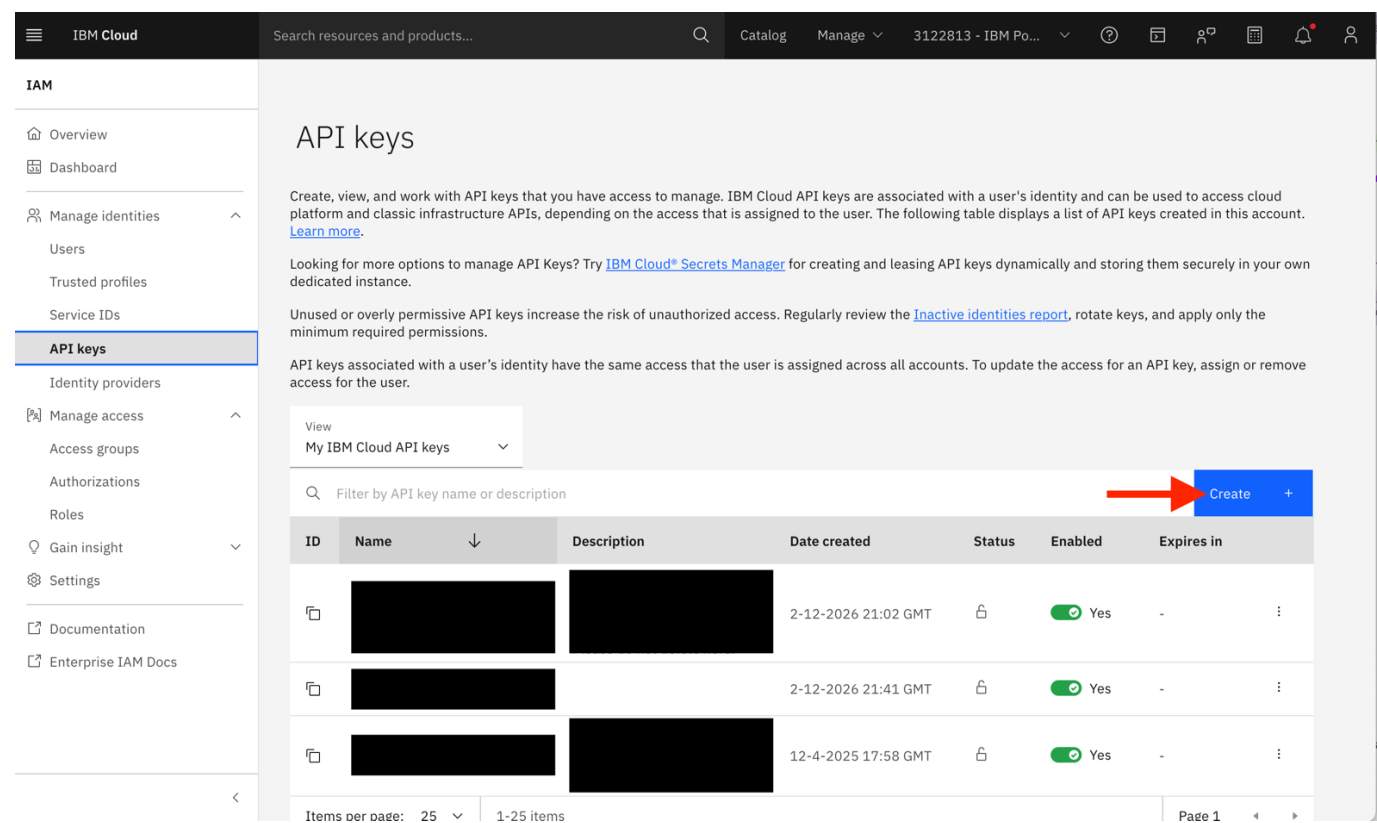 IBM Cloud
Search resources and products...
Catalog
Manage
3122813 - IBM Po...
IAM
Overview
Dashboard
Manage identities
Users
Trusted profiles
Service IDs
API keys
Identity providers
Manage access
Access groups
Authorizations
Roles
Gain insight
Settings
Documentation
Enterprise IAM Docs
API keys
Create, view, and work with API keys that you have access to manage. IBM Cloud API keys are associated with a user's identity and can be used to access cloud
platform and classic infrastructure APIs, depending on the access that is assigned to the user. The following table displays a list of API keys created in this account.
Learn more.
Looking for more options to manage API Keys? Try IBM Cloud® Secrets Manager for creating and leasing API keys dynamically and storing them securely in your own
dedicated instance.
Unused or overly permissive API keys increase the risk of unauthorized access. Regularly review the Inactive identities report, rotate keys, and apply only the
minimum required permissions.
API keys associated with a user’s identity have the same access that the user is assigned across all accounts. To update the access for an API key, assign or remove
access for the user.
View
My IBM Cloud API keys
Filter by API key name or description
Create +
ID Name Description Date created Status Enabled Expires in
2-12-2026 21:02 GMT Yes -
2-12-2026 21:41 GMT Yes -
12-4-2025 17:58 GMT Yes -
Items per page: 25 1-25 items Page 1